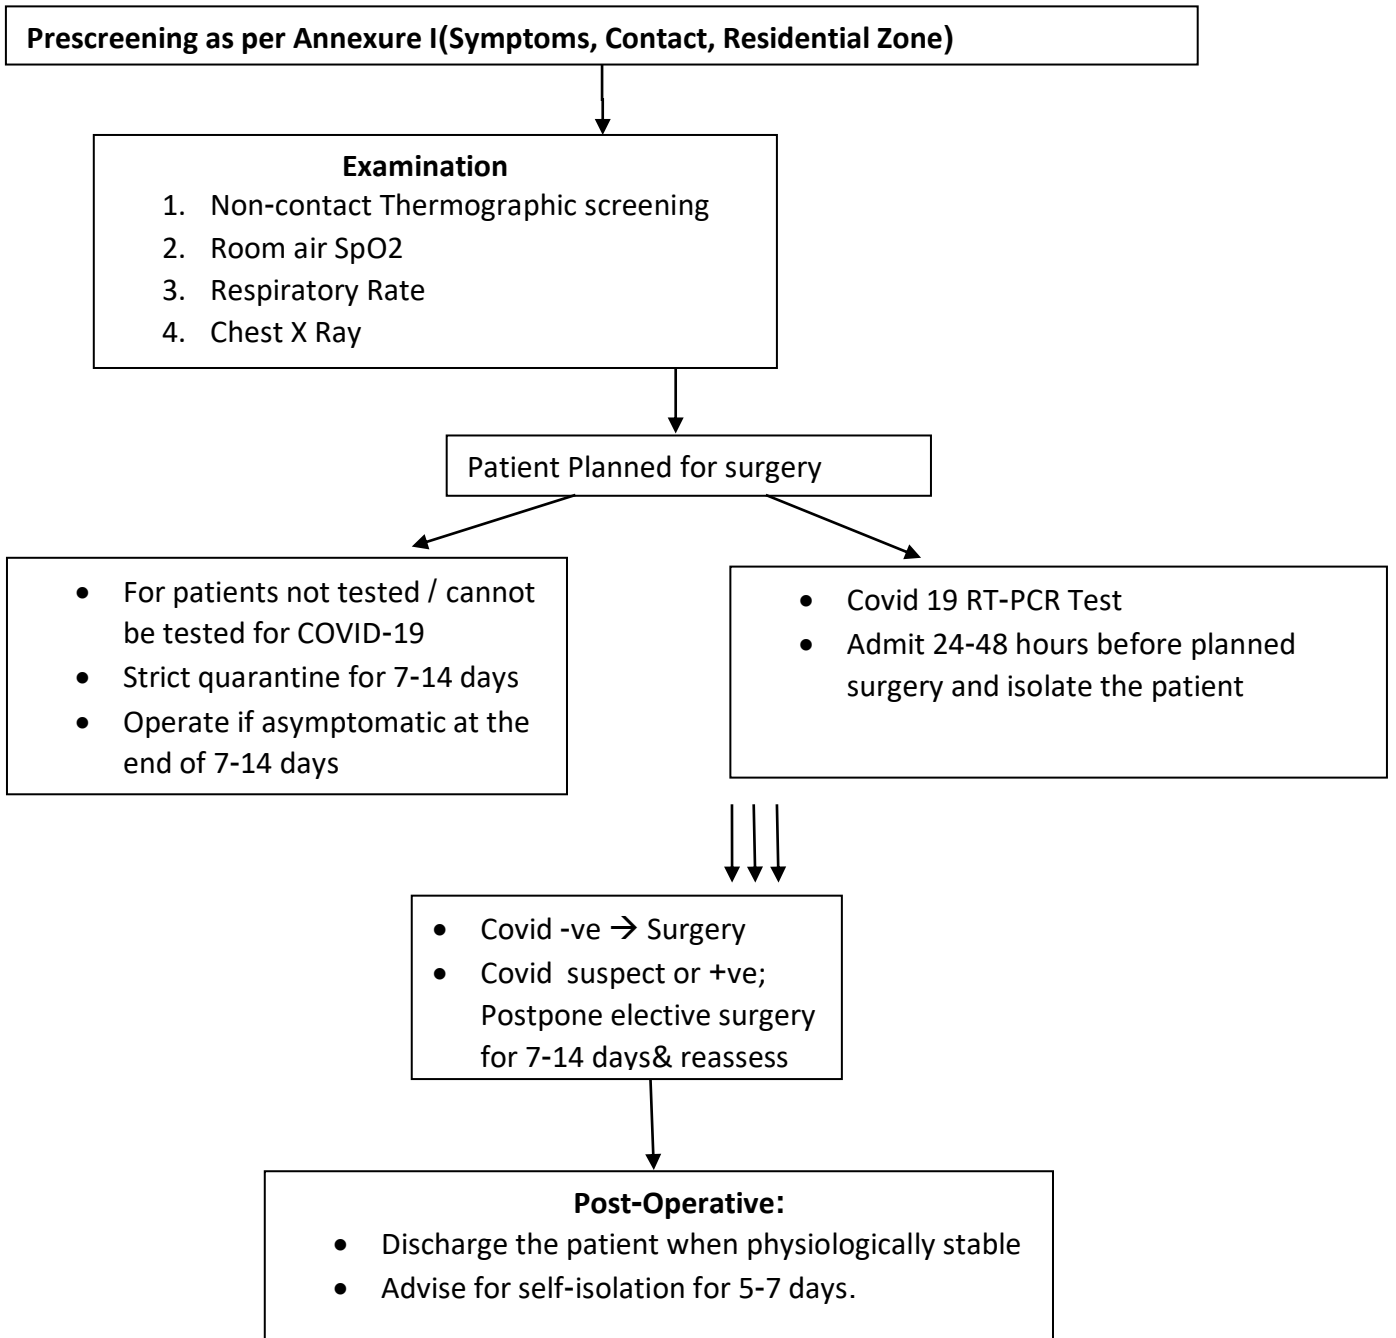 Prescreening as per Annexure I(Symptoms, Contact, Residential Zone)
Examination
1. Non-contact Thermographic screening
2. Room air SpO2
3. Respiratory Rate
4. Chest X Ray
Patient Planned for surgery
• For patients not tested / cannot
be tested for COVID-19
• Strict quarantine for 7-14 days
• Operate if asymptomatic at the
end of 7-14 days
• Covid 19 RT-PCR Test
• Admit 24-48 hours before planned
surgery and isolate the patient
• Covid -ve → Surgery
• Covid  suspect or +ve;
Postpone elective surgery
for 7-14 days& reassess
Post-Operative:
• Discharge the patient when physiologically stable
• Advise for self-isolation for 5-7 days.